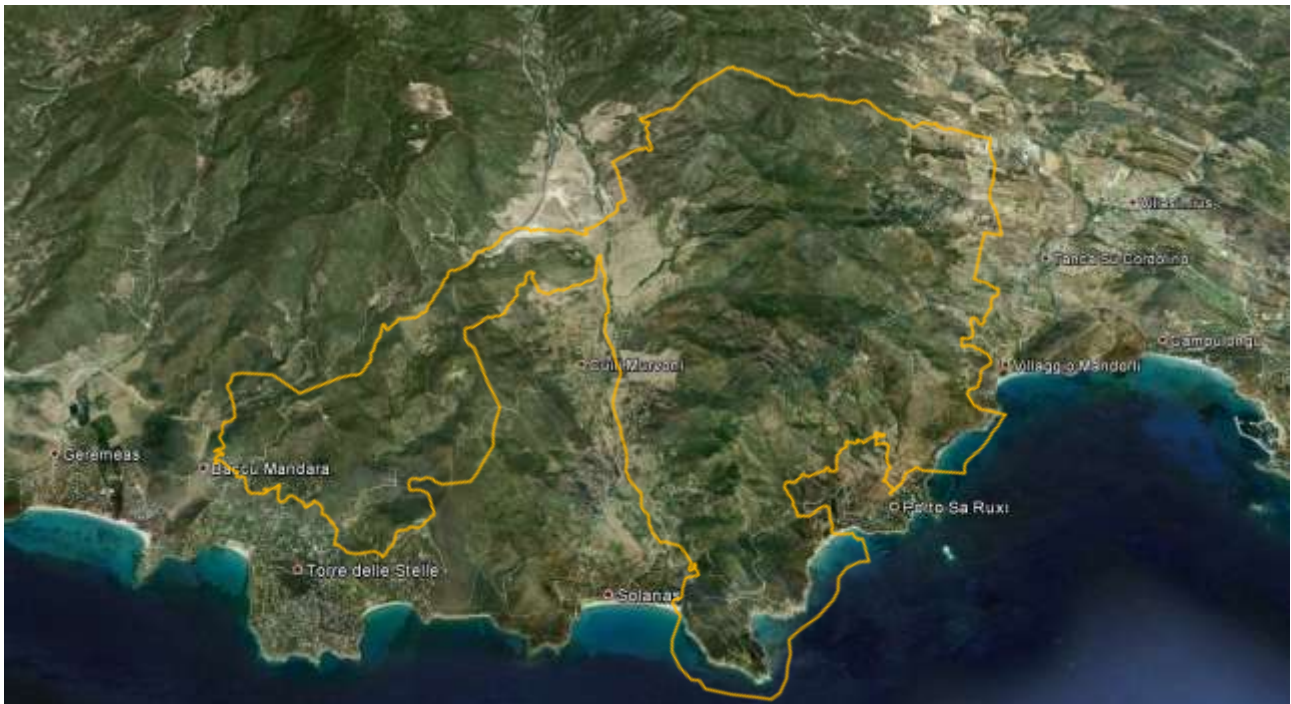 Villasimius
Tanca Su Cordolino
Campulongu
Cuili Murvoni
Villaggio Mandorli
Geremeas
Baccu Mandara
Porto Sa Ruxi
Torre delle Stelle
Solanas